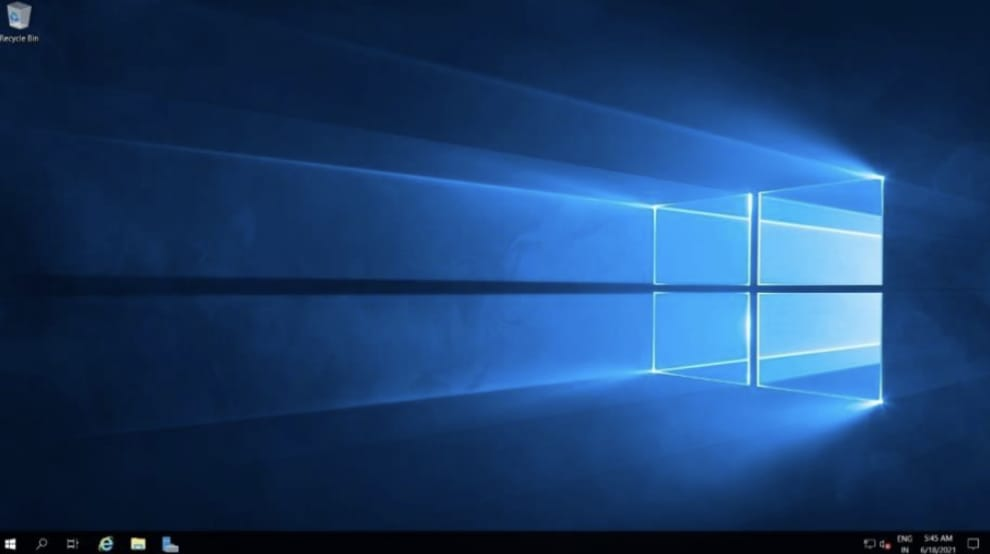 Recycle Bin
ENG
IN
5:45 AM
6/18/2021